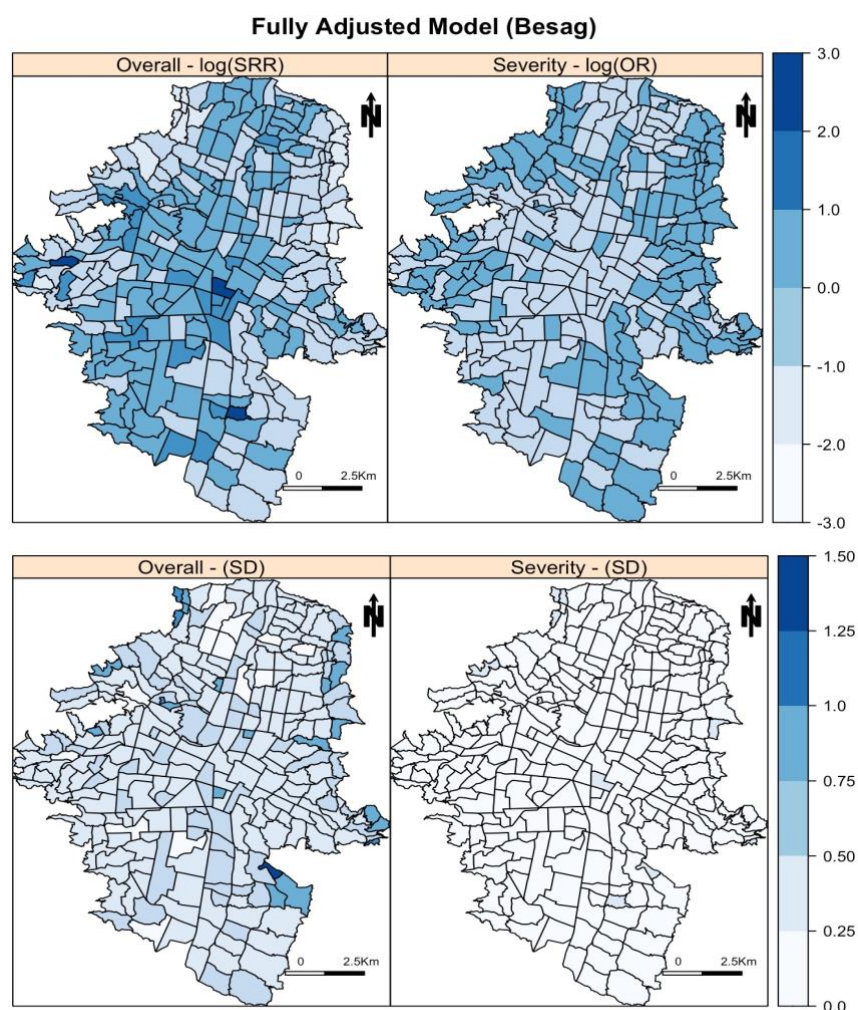 Fully Adjusted Model (Besag)
Overall - log(SRR)
Severity - log(OR)
N
N
3.0
2.0
1.0
0.0
-1.0
-2.0
-3.0
0 2.5Km
0 2.5Km
Overall - (SD)
Severity - (SD)
N
N
1.50
1.25
1.0
0.75
0.50
0.25
0.0
0 2.5Km
0 2.5Km